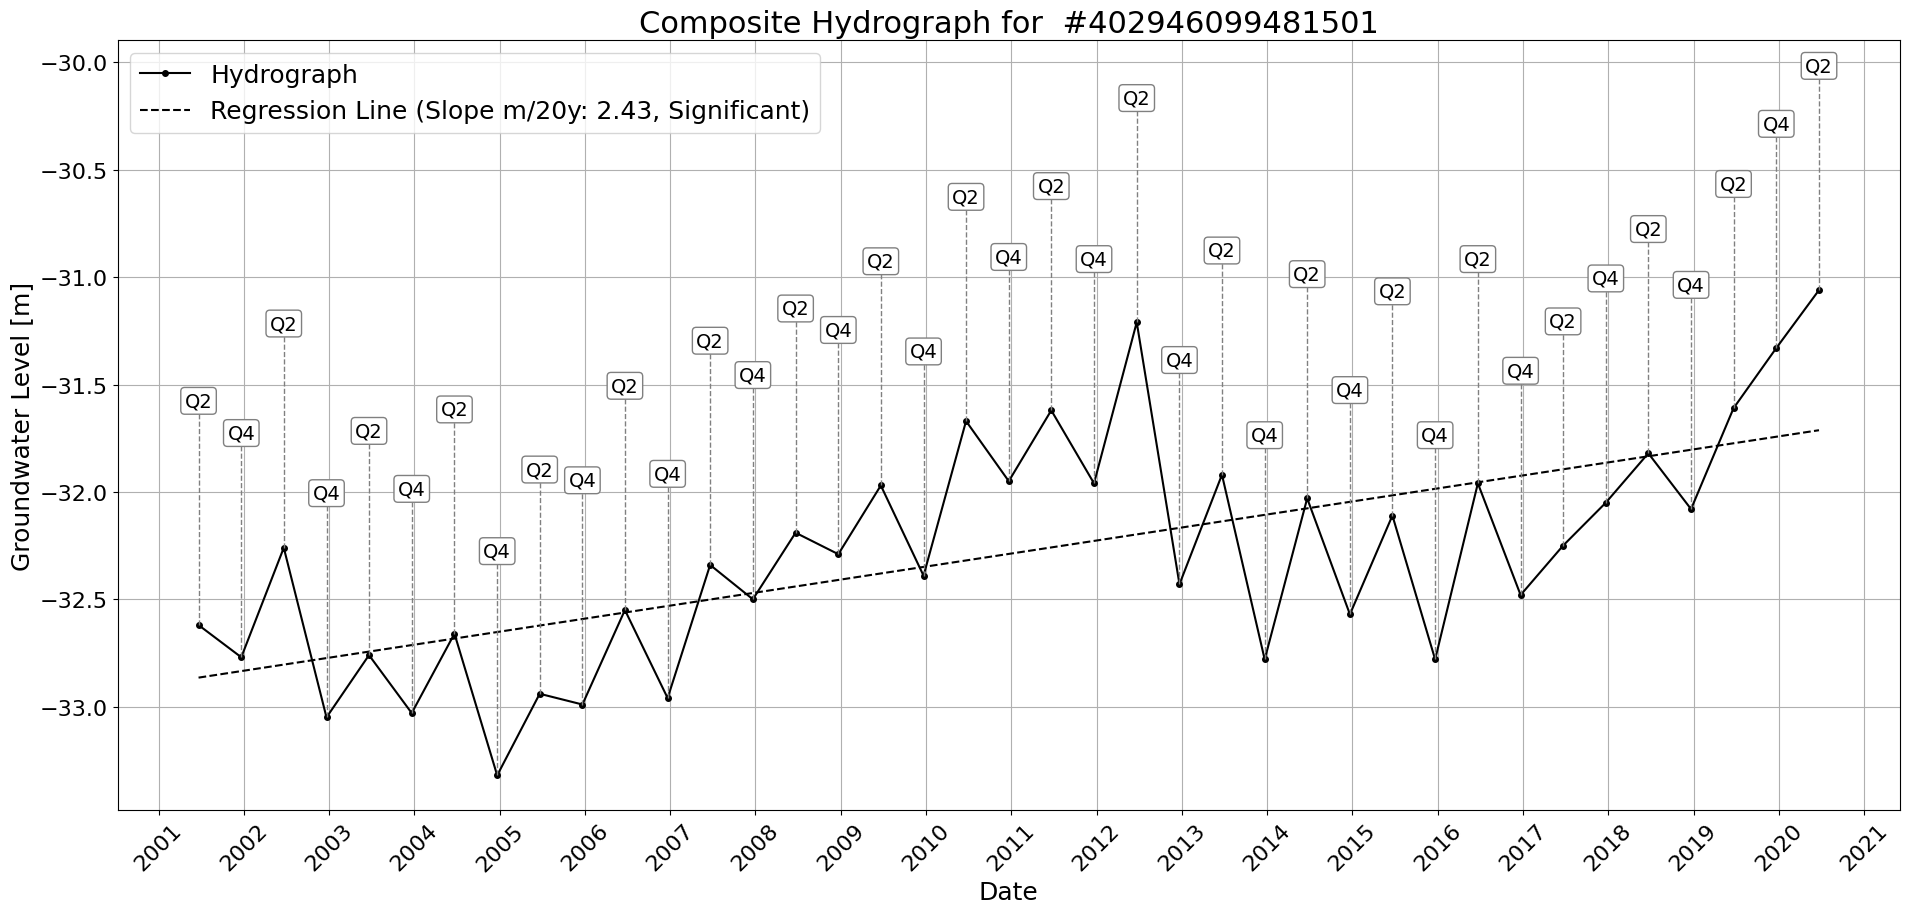 Composite Hydrograph for  #402946099481501
Hydrograph
Regression Line (Slope m/20y: 2.43, Significant)
Groundwater Level [m]
−30.0
−30.5
−31.0
−31.5
−32.0
−32.5
−33.0
Q2
Q4
Q2
Q4
Q2
Q4
Q2
Q4
Q2
Q4
Q2
Q4
Q2
Q4
Q2
Q4
Q2
Q4
Q2
Q4
Q2
Q4
Q2
Q4
Q2
Q4
Q2
Q4
Q2
Q4
Q2
Q4
Q2
Q4
Q2
Q4
Q2
Q4
Q2
2001
2002
2003
2004
2005
2006
2007
2008
2009
2010
2011
2012
2013
2014
2015
2016
2017
2018
2019
2020
2021
Date